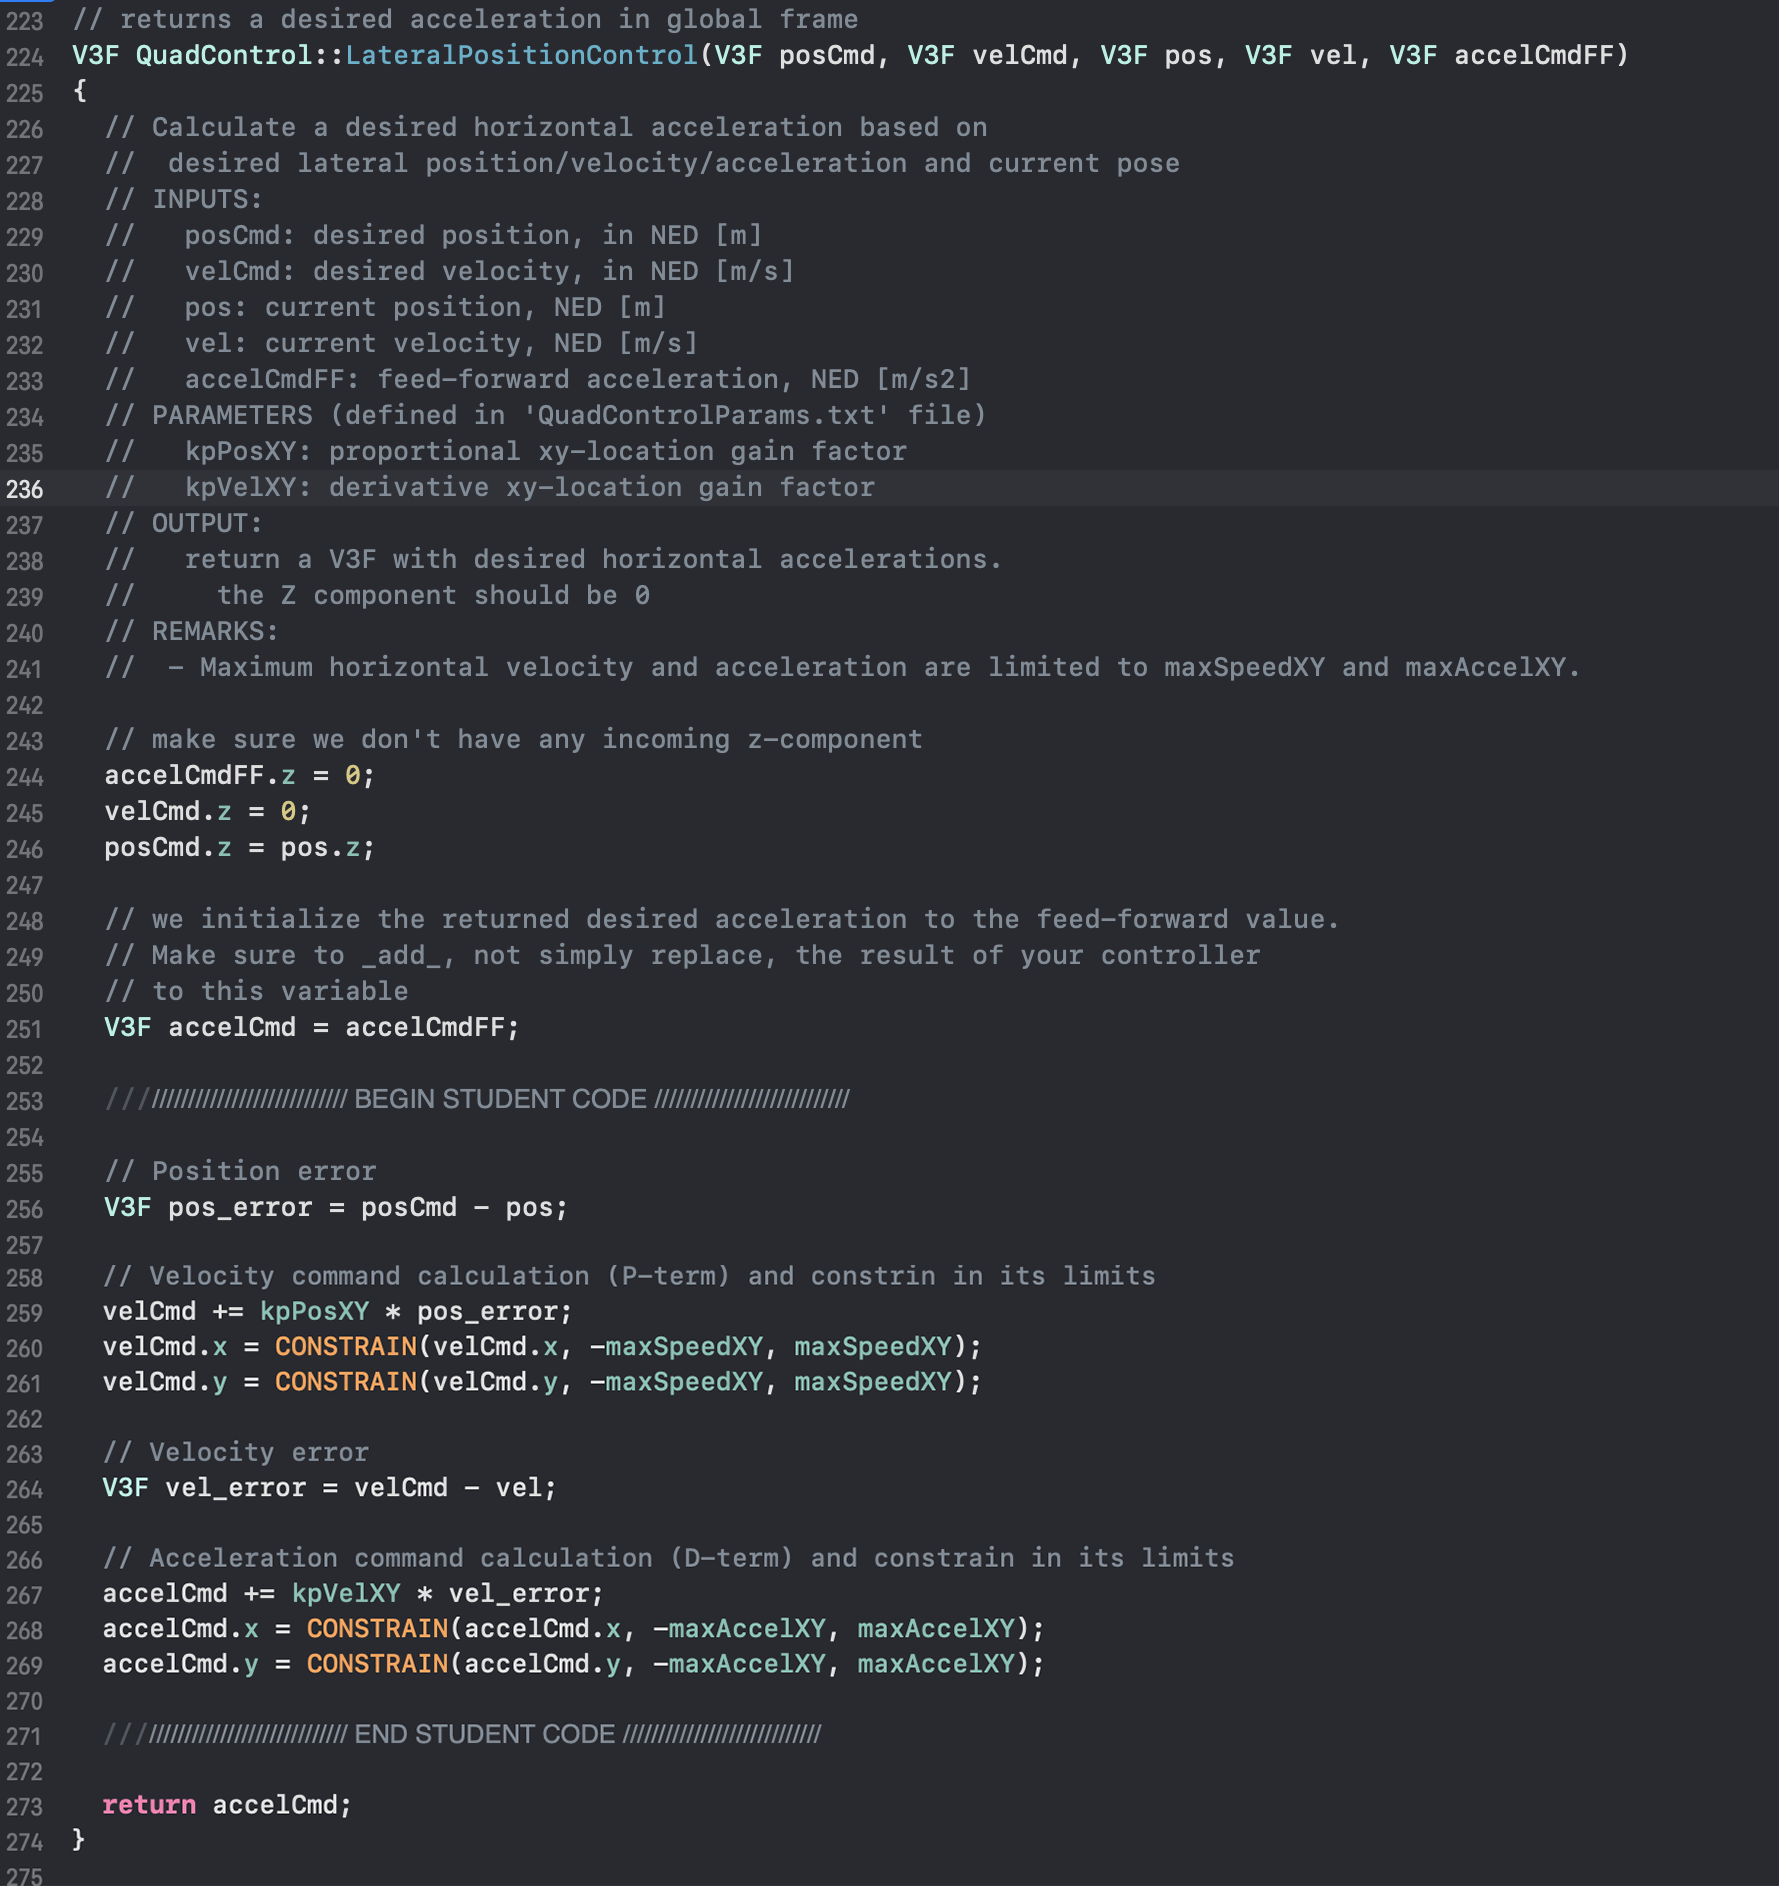 223 // returns a desired acceleration in global frame
224 V3F QuadControl::LateralPositionControl(V3F posCmd, V3F velCmd, V3F pos, V3F vel, V3F accelCmdFF)
225 {
226   // Calculate a desired horizontal acceleration based on
227   //  desired lateral position/velocity/acceleration and current pose
228   // INPUTS:
229   //   posCmd: desired position, in NED [m]
230   //   velCmd: desired velocity, in NED [m/s]
231   //   pos: current position, NED [m]
232   //   vel: current velocity, NED [m/s]
233   //   accelCmdFF: feed-forward acceleration, NED [m/s2]
234   // PARAMETERS (defined in 'QuadControlParams.txt' file)
235   //   kpPosXY: proportional xy-location gain factor
236   //   kpVelXY: derivative xy-location gain factor
237   // OUTPUT:
238   //   return a V3F with desired horizontal accelerations.
239   //     the Z component should be 0
240   // REMARKS:
241   //  - Maximum horizontal velocity and acceleration are limited to maxSpeedXY and maxAccelXY.
242
243   // make sure we don't have any incoming z-component
244   accelCmdFF.z = 0;
245   velCmd.z = 0;
246   posCmd.z = pos.z;
247
248   // we initialize the returned desired acceleration to the feed-forward value.
249   // Make sure to _add_, not simply replace, the result of your controller
250   // to this variable
251   V3F accelCmd = accelCmdFF;
252
253   ////////////////////////////// BEGIN STUDENT CODE ///////////////////////////
254
255   // Position error
256   V3F pos_error = posCmd - pos;
257
258   // Velocity command calculation (P-term) and constrin in its limits
259   velCmd += kpPosXY * pos_error;
260   velCmd.x = CONSTRAIN(velCmd.x, -maxSpeedXY, maxSpeedXY);
261   velCmd.y = CONSTRAIN(velCmd.y, -maxSpeedXY, maxSpeedXY);
262
263   // Velocity error
264   V3F vel_error = velCmd - vel;
265
266   // Acceleration command calculation (D-term) and constrain in its limits
267   accelCmd += kpVelXY * vel_error;
268   accelCmd.x = CONSTRAIN(accelCmd.x, -maxAccelXY, maxAccelXY);
269   accelCmd.y = CONSTRAIN(accelCmd.y, -maxAccelXY, maxAccelXY);
270
271   ////////////////////////////// END STUDENT CODE ///////////////////////////
272
273   return accelCmd;
274 }
275